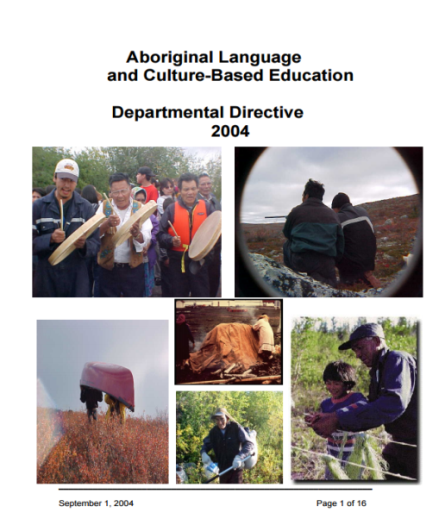 Aboriginal Language
and Culture-Based Education
Departmental Directive
2004
September 1, 2004
Page 1 of 16